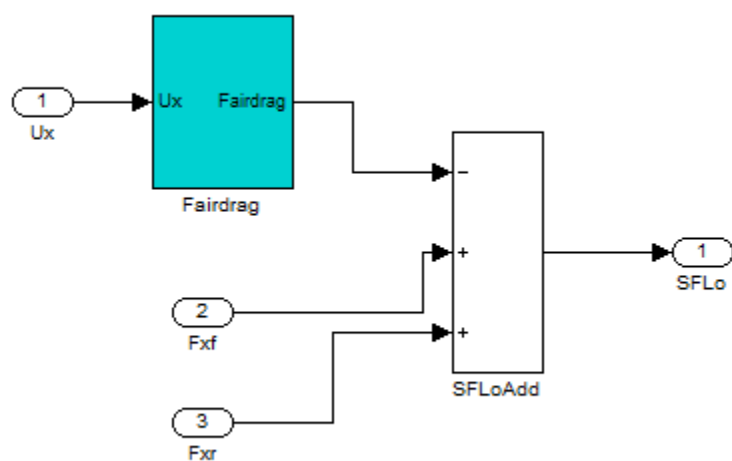 1
Ux
Ux Fairdrag
Fairdrag
−
+
+
2
Fxf
3
Fxr
SFLoAdd
1
SFLo